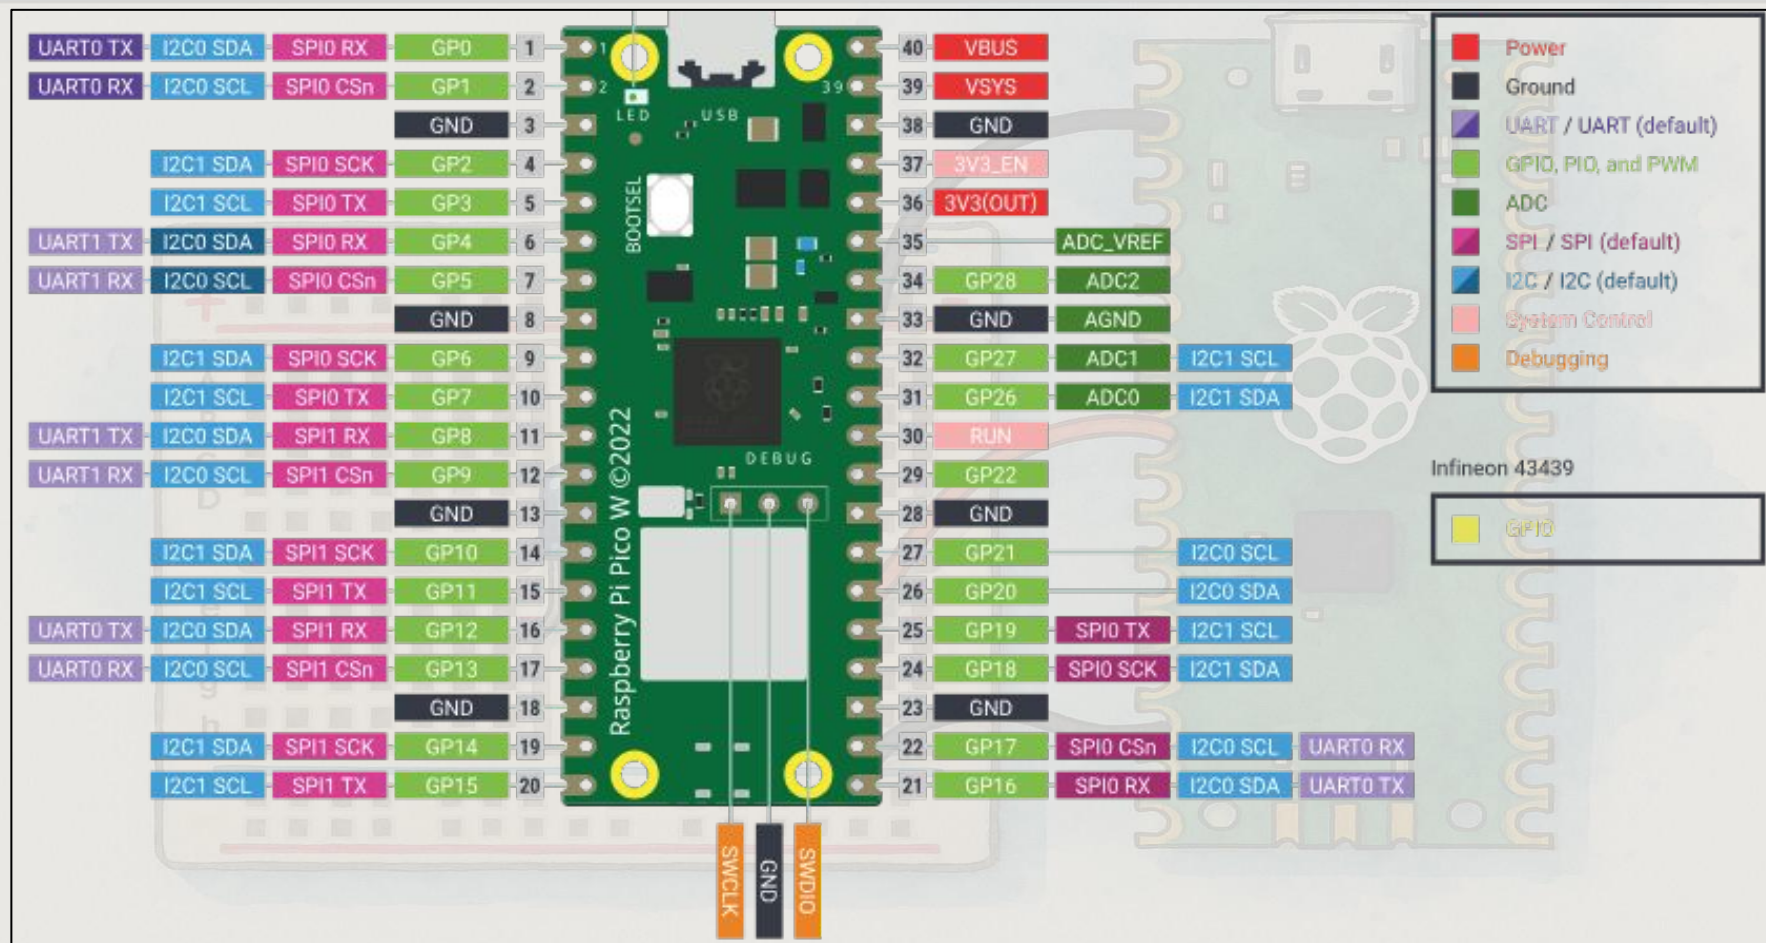 UART0 TX I2C0 SDA SPI0 RX GP0 1 1 40 VBUS
UART0 RX I2C0 SCL SPI0 CSn GP1 2 2 39 39 VSYS
LED USB
GND 3 38 GND
I2C1 SDA SPI0 SCK GP2 4 37 3V3_EN
I2C1 SCL SPI0 TX GP3 5 BOOTSEL 36 3V3(OUT)
UART1 TX I2C0 SDA SPI0 RX GP4 6 35 ADC_VREF
UART1 RX I2C0 SCL SPI0 CSn GP5 7 34 GP28 ADC2
GND 8 33 GND AGND
I2C1 SDA SPI0 SCK GP6 9 32 GP27 ADC1 I2C1 SCL
I2C1 SCL SPI0 TX GP7 10 31 GP26 ADC0 I2C1 SDA
UART1 TX I2C0 SDA SPI1 RX GP8 11 30 RUN
DEBUG
UART1 RX I2C0 SCL SPI1 CSn GP9 12 29 GP22
GND 13 28 GND
I2C1 SDA SPI1 SCK GP10 14 27 GP21 I2C0 SCL
I2C1 SCL SPI1 TX GP11 15 26 GP20 I2C0 SDA
UART0 TX I2C0 SDA SPI1 RX GP12 16 25 GP19 SPI0 TX I2C1 SCL
UART0 RX I2C0 SCL SPI1 CSn GP13 17 24 GP18 SPI0 SCK I2C1 SDA
GND 18 23 GND
I2C1 SDA SPI1 SCK GP14 19 22 GP17 SPI0 CSn I2C0 SCL UART0 RX
I2C1 SCL SPI1 TX GP15 20 21 GP16 SPI0 RX I2C0 SDA UART0 TX
Raspberry Pi Pico W ©2022
SWCLK
GND
SWDIO
Power
Ground
UART / UART (default)
GPIO, PIO, and PWM
ADC
SPI / SPI (default)
I2C / I2C (default)
System Control
Debugging
Infineon 43439
GPIO